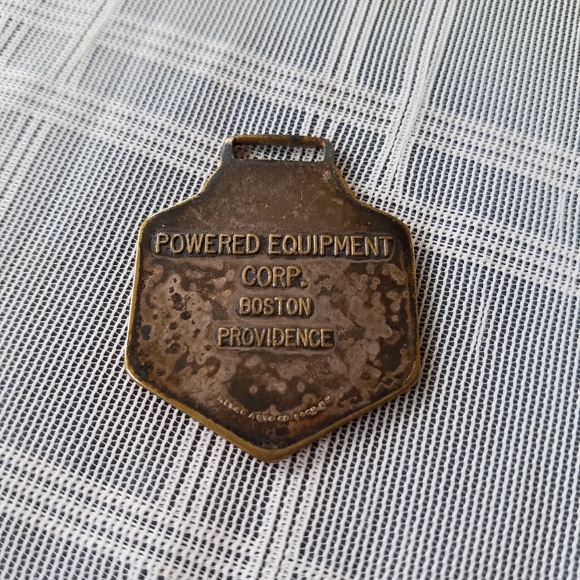 POWERED EQUIPMENT
CORP.
BOSTON
PROVIDENCE